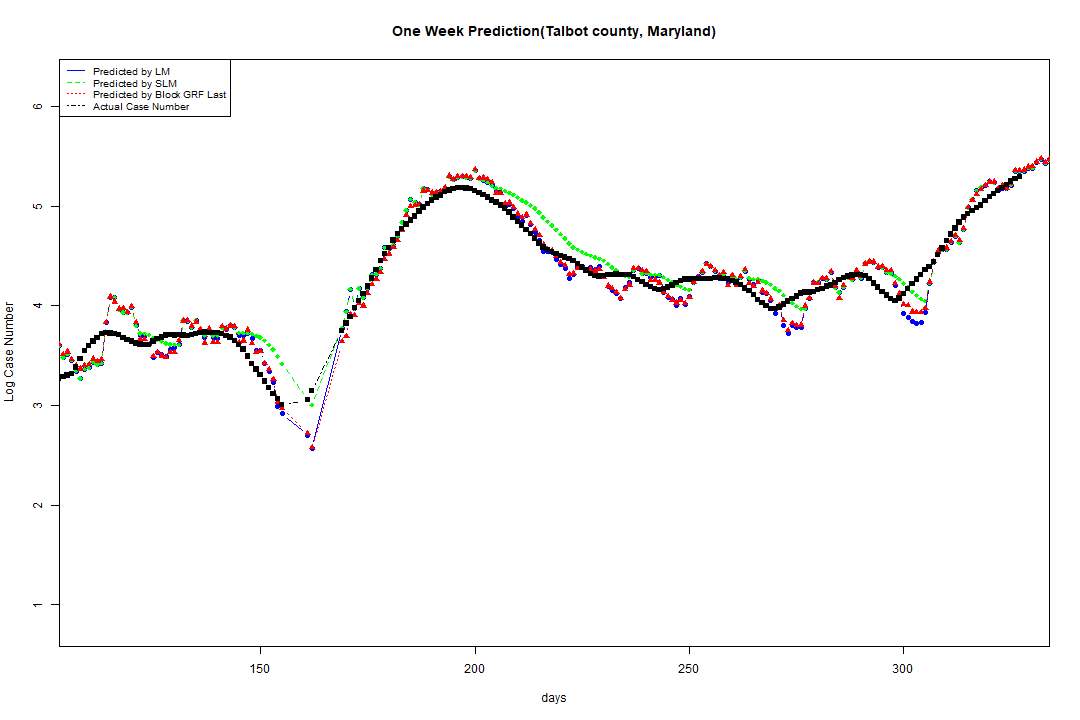 One Week Prediction(Talbot county, Maryland)
Predicted by LM
Predicted by SLM
Predicted by Block GRF Last
Actual Case Number
6
5
4
3
2
1
Log Case Number
150 200 250 300
days